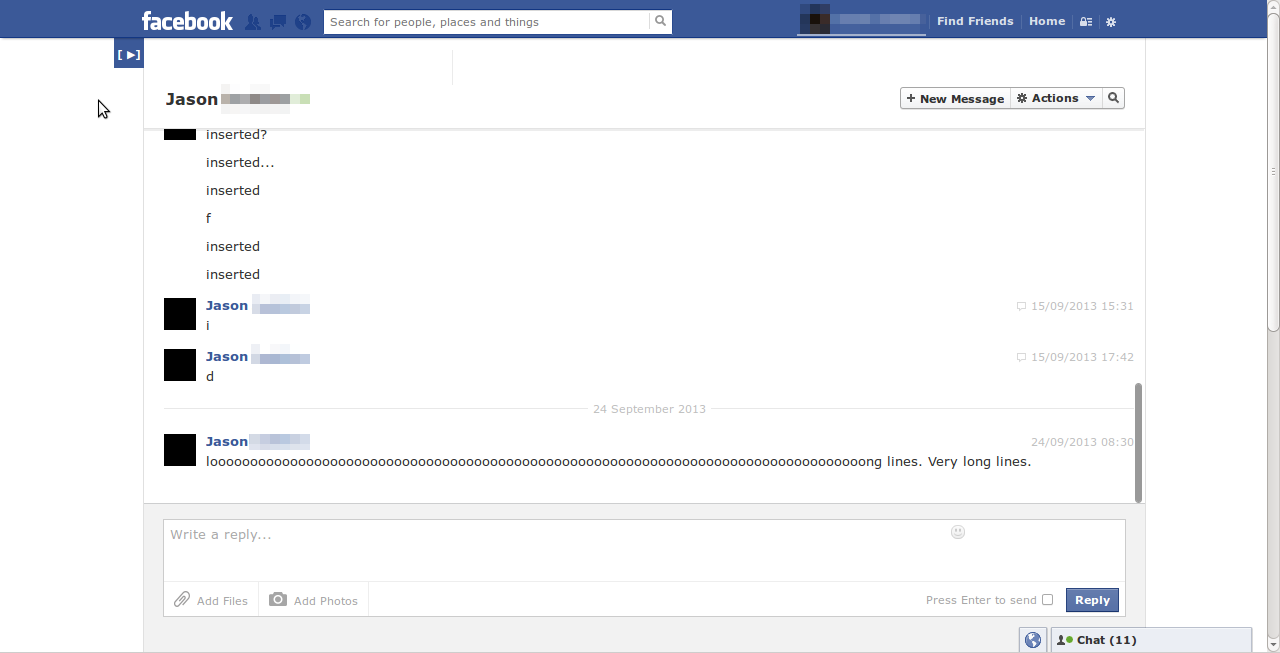 facebook
Search for people, places and things
Find Friends
Home
[ ▶]
Jason
+ New Message
Actions
inserted?
inserted...
inserted
f
inserted
inserted
Jason
15/09/2013 15:31
i
Jason
15/09/2013 17:42
d
24 September 2013
Jason
24/09/2013 08:30
looooooooooooooooooooooooooooooooooooooooooooooooooooooooooooooooooooooooooooooooong lines. Very long lines.
Write a reply...
Add Files
Add Photos
Press Enter to send
Reply
Chat (11)